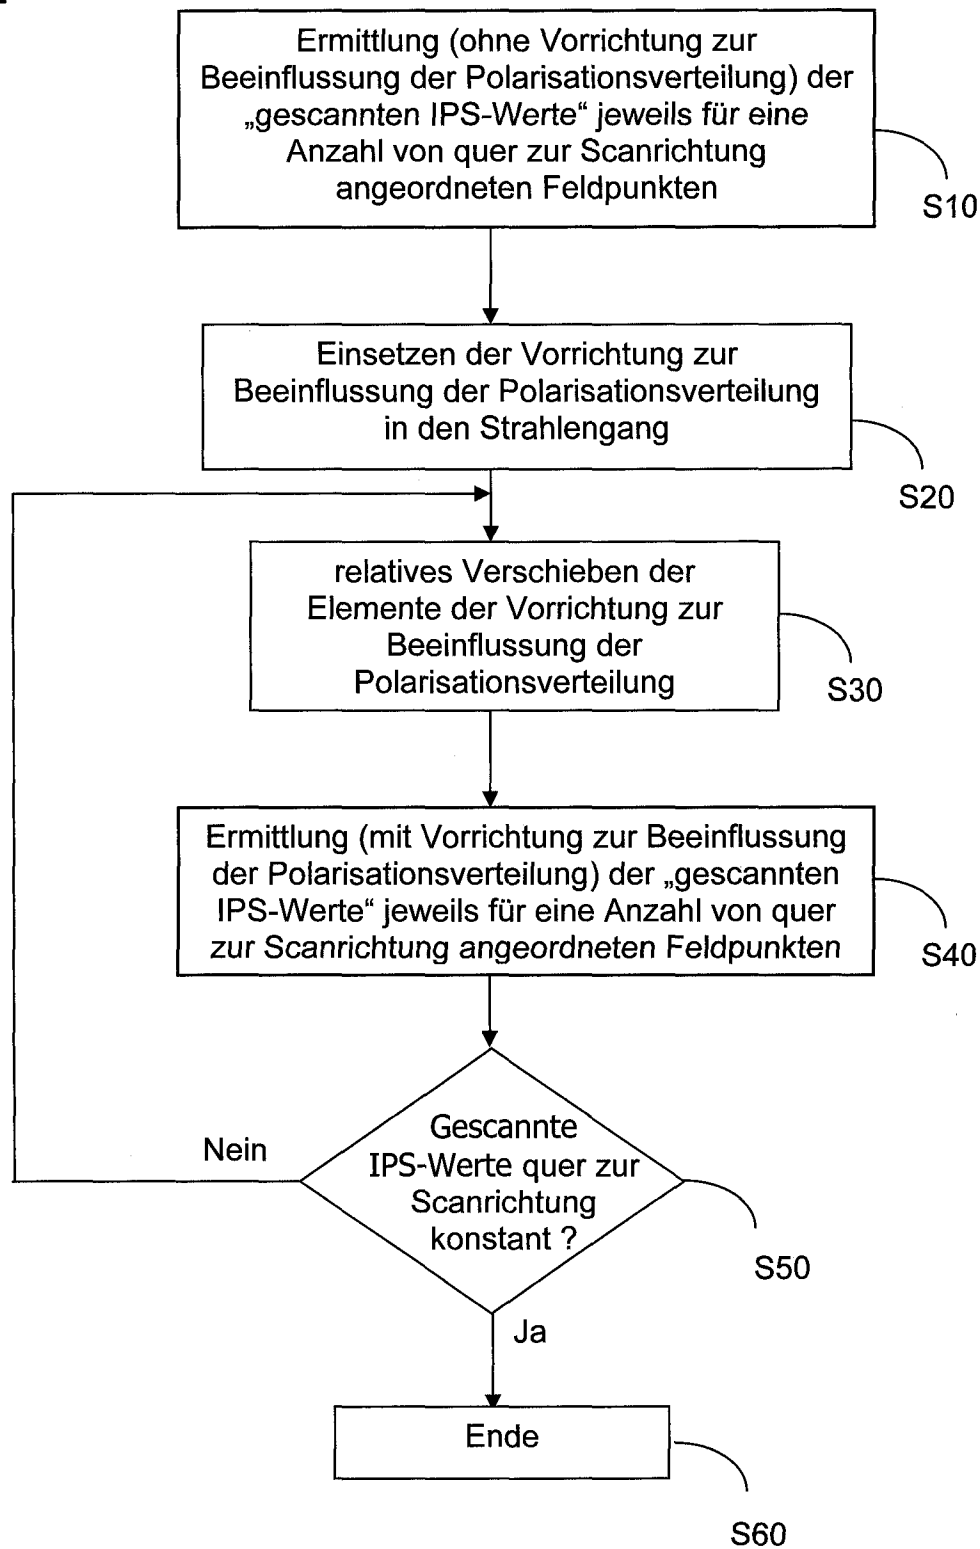 Ermittlung (ohne Vorrichtung zur
Beeinflussung der Polarisationsverteilung) der
„gescannten IPS-Werte“ jeweils für eine
Anzahl von quer zur Scanrichtung
angeordneten Feldpunkten
S10
Einsetzen der Vorrichtung zur
Beeinflussung der Polarisationsverteilung
in den Strahlengang
S20
relatives Verschieben der
Elemente der Vorrichtung zur
Beeinflussung der
Polarisationsverteilung
S30
Ermittlung (mit Vorrichtung zur Beeinflussung
der Polarisationsverteilung) der „gescannten
IPS-Werte“ jeweils für eine Anzahl von quer
zur Scanrichtung angeordneten Feldpunkten
S40
Gescannte
IPS-Werte quer zur
Scanrichtung
konstant ?
Nein
S50
Ja
Ende
S60